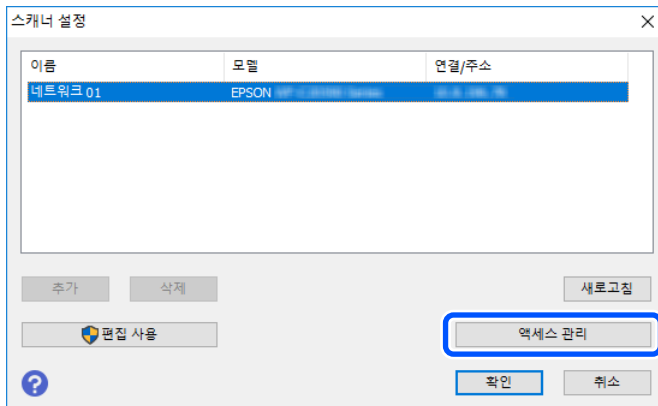 스캐너 설정
이름 모델 연결/주소
네트워크 01 EPSON
추가 삭제 새로고침
편집 사용 액세스 관리
확인 취소